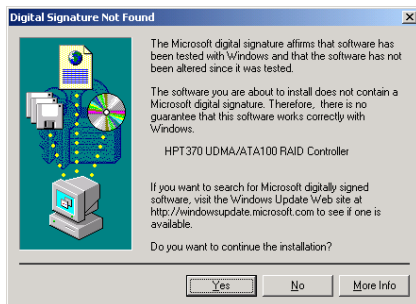 Digital Signature Not Found
The Microsoft digital signature affirms that software has
been tested with Windows and that the software has not
been altered since it was tested.
The software you are about to install does not contain a
Microsoft digital signature. Therefore, there is no
guarantee that this software works correctly with
Windows.
HPT370 UDMA/ATA100 RAID Controller
If you want to search for Microsoft digitally signed
software, visit the Windows Update Web site at
http://windowsupdate.microsoft.com to see if one is
available.
Do you want to continue the installation?
Yes No More Info